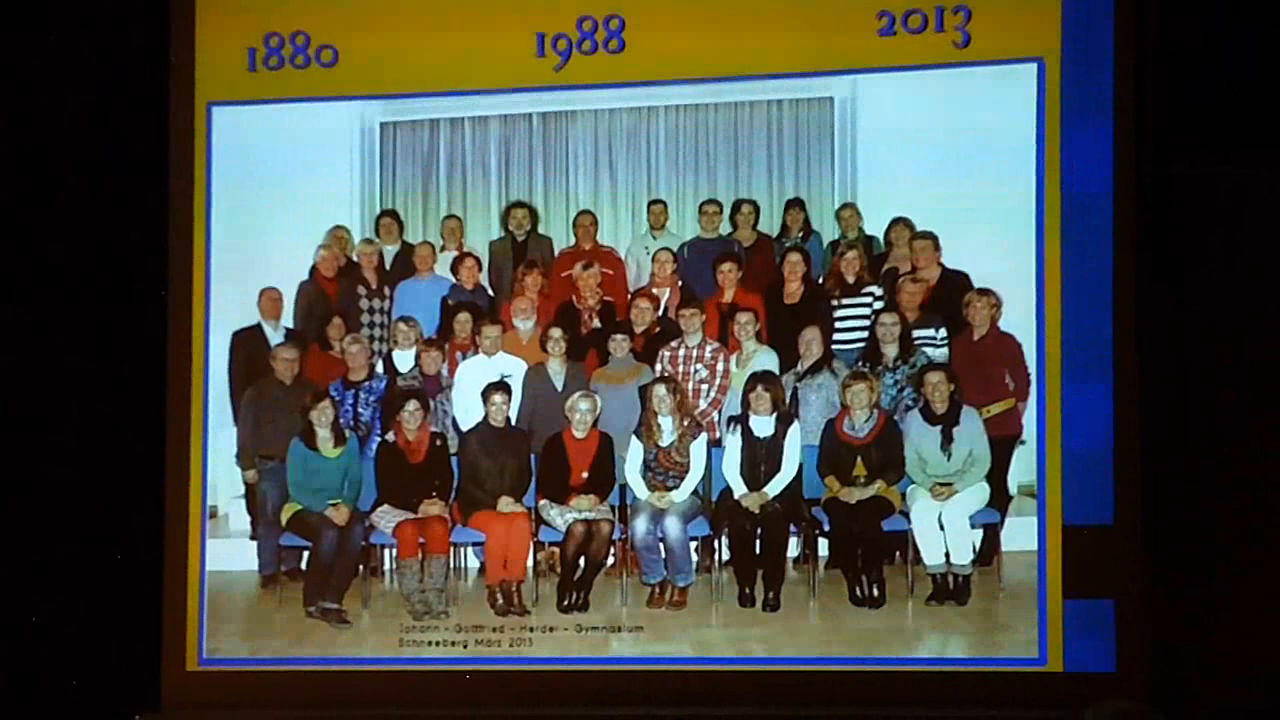 1880
1988
2013
Johann - Gottfried - Herder - Gymnasium
Schneeberg März 2013